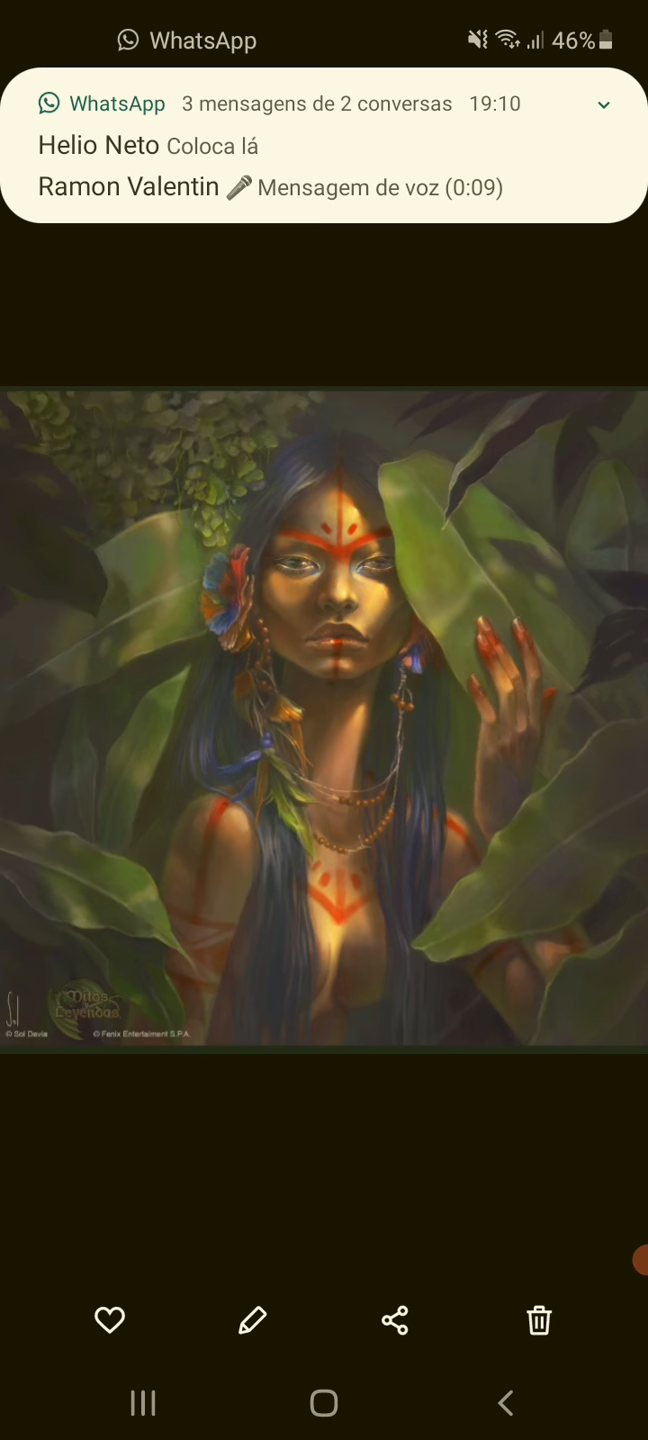 WhatsApp 46%
WhatsApp 3 mensagens de 2 conversas 19:10
Helio Neto Coloca lá
Ramon Valentin Mensagem de voz (0:09)
Sol
Mitos
Leyendas
© Sol Devia © Fenix Entertaiment S.P.A.